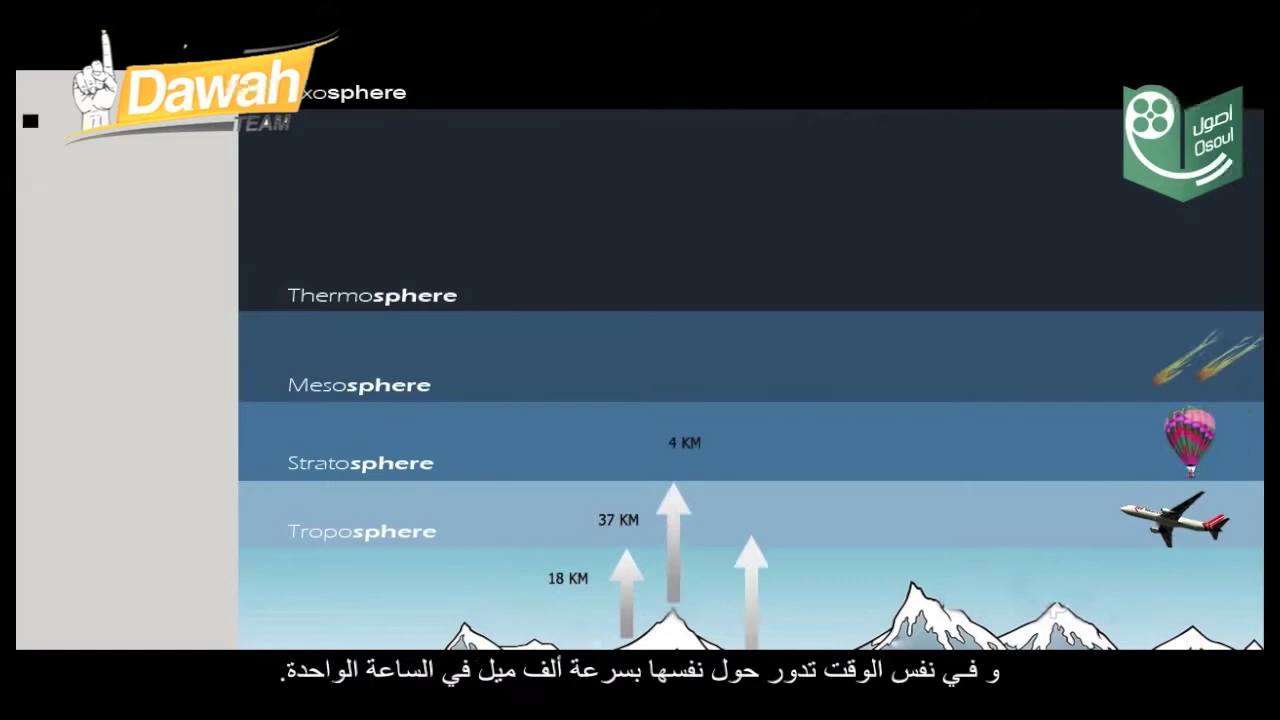 Dawah
TEAM
xosphere
اصول
Osoul
Thermosphere
Mesosphere
4 KM
Stratosphere
37 KM
Troposphere
18 KM
و في نفس الوقت تدور حول نفسها بسرعة ألف ميل في الساعة الواحدة.